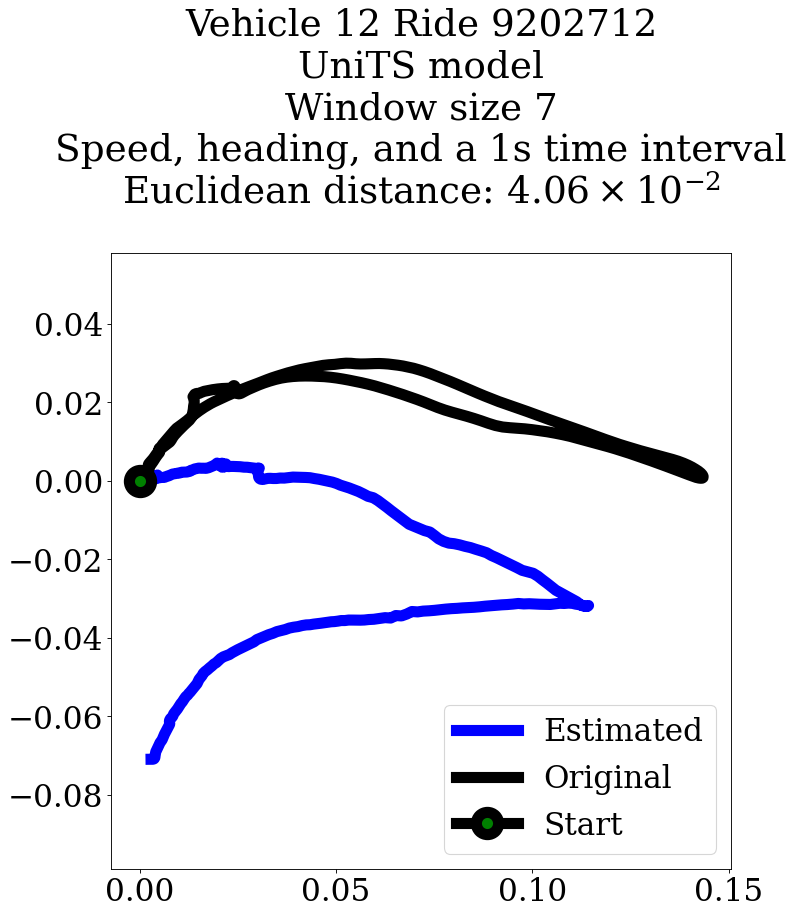 Vehicle 12 Ride 9202712
UniTS model
Window size 7
Speed, heading, and a 1s time interval
Euclidean distance: 4.06 × 10⁻²
0.04
0.02
0.00
−0.02
−0.04
−0.06
−0.08
Estimated
Original
Start
0.00 0.05 0.10 0.15